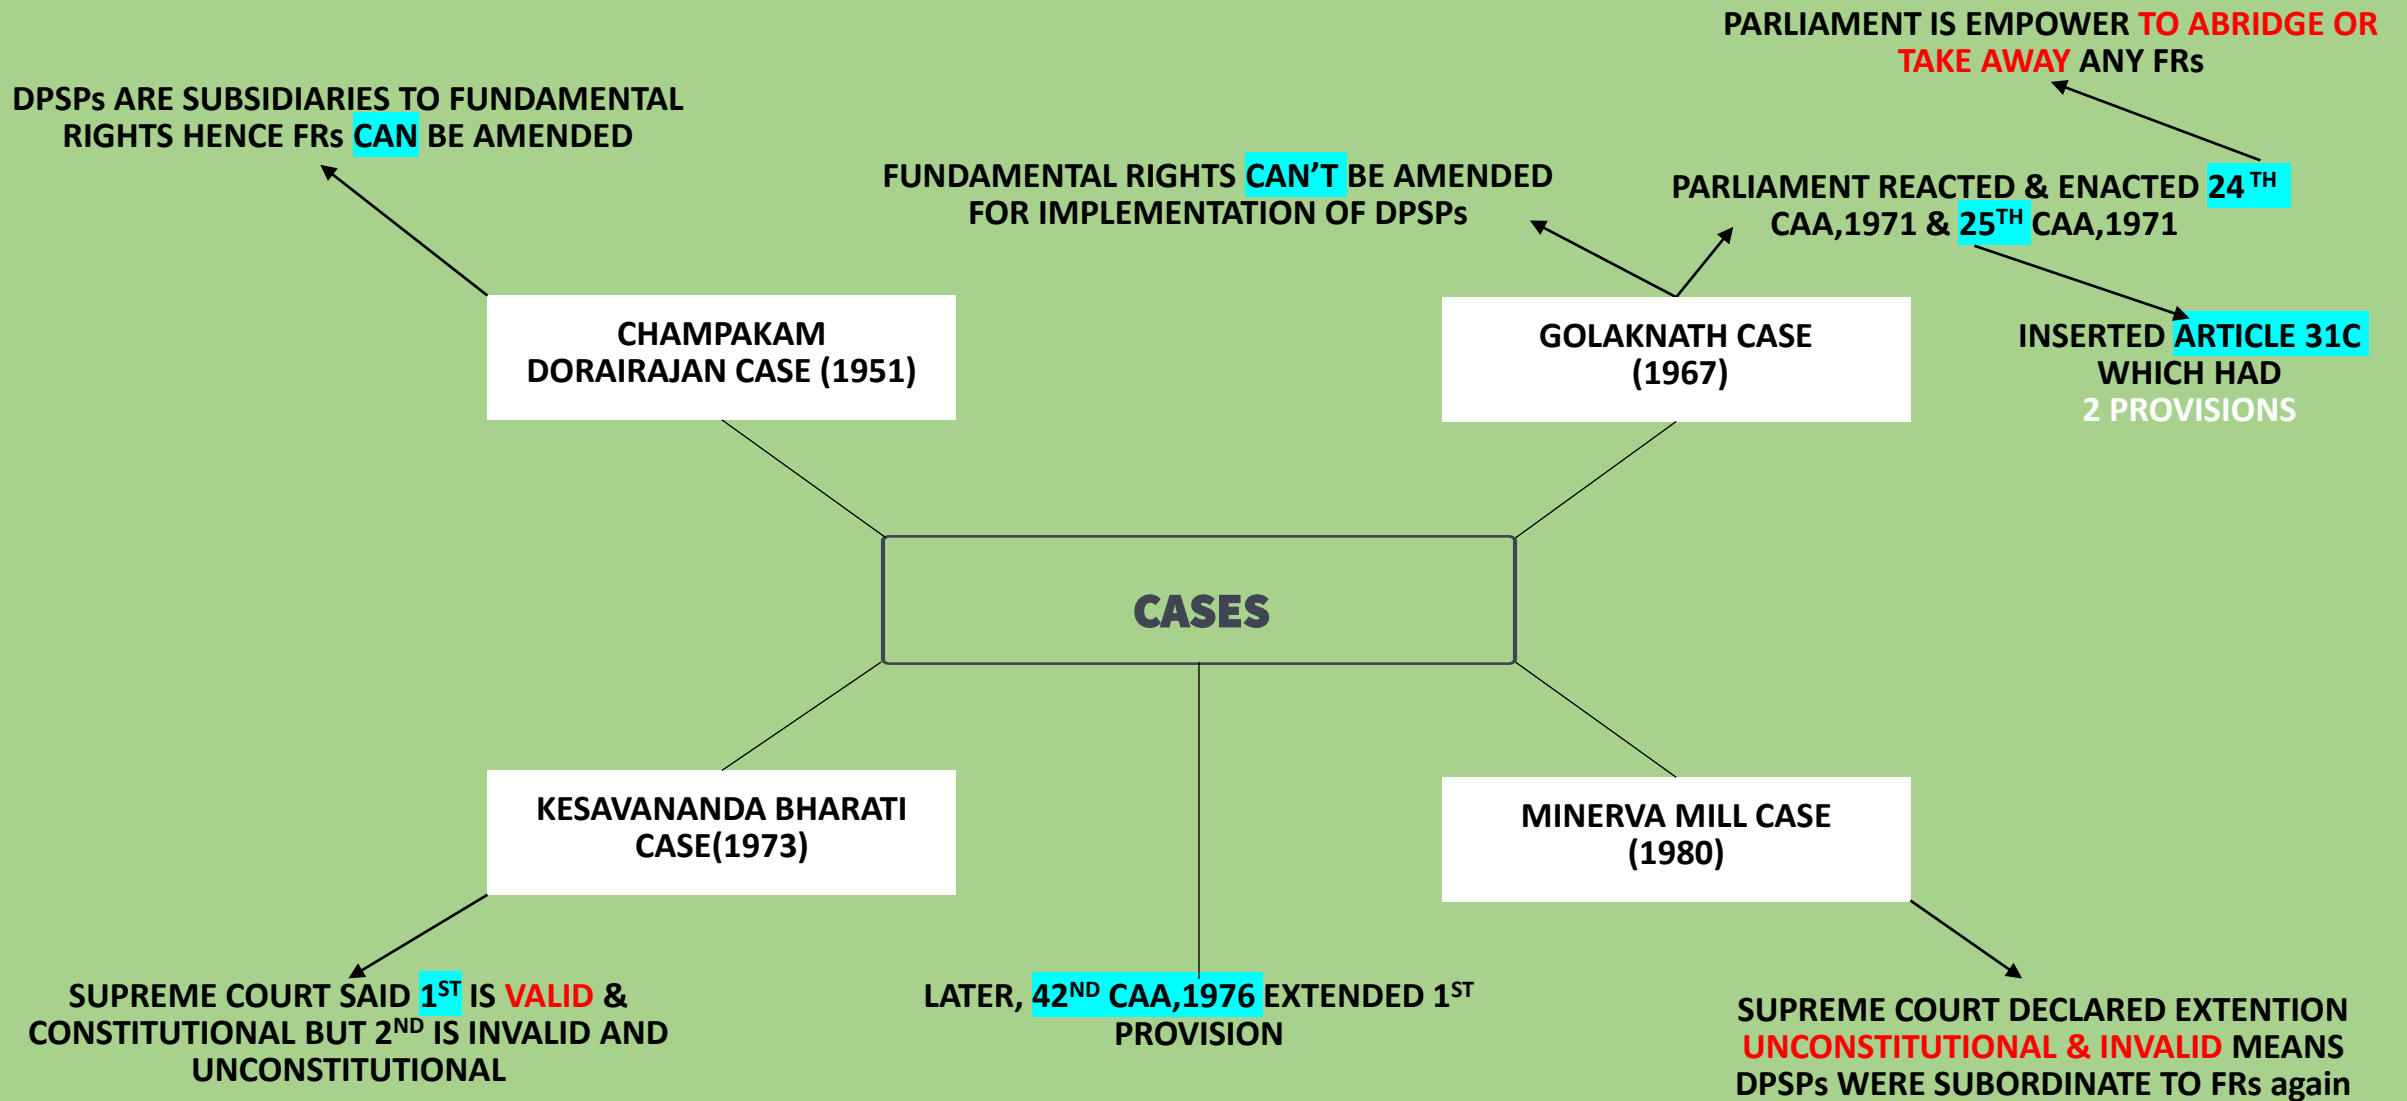 PARLIAMENT IS EMPOWER TO ABRIDGE OR
TAKE AWAY ANY FRs
DPSPs ARE SUBSIDIARIES TO FUNDAMENTAL
RIGHTS HENCE FRs CAN BE AMENDED
FUNDAMENTAL RIGHTS CAN'T BE AMENDED
FOR IMPLEMENTATION OF DPSPs
PARLIAMENT REACTED & ENACTED 24 TH
CAA,1971 & 25TH CAA,1971
CHAMPAKAM
DORAIRAJAN CASE (1951)
GOLAKNATH CASE
(1967)
INSERTED ARTICLE 31C
WHICH HAD
2 PROVISIONS
CASES
KESAVANANDA BHARATI
CASE(1973)
MINERVA MILL CASE
(1980)
SUPREME COURT SAID 1ST IS VALID &
CONSTITUTIONAL BUT 2ND IS INVALID AND
UNCONSTITUTIONAL
LATER, 42ND CAA,1976 EXTENDED 1ST
PROVISION
SUPREME COURT DECLARED EXTENTION
UNCONSTITUTIONAL & INVALID MEANS
DPSPs WERE SUBORDINATE TO FRs again